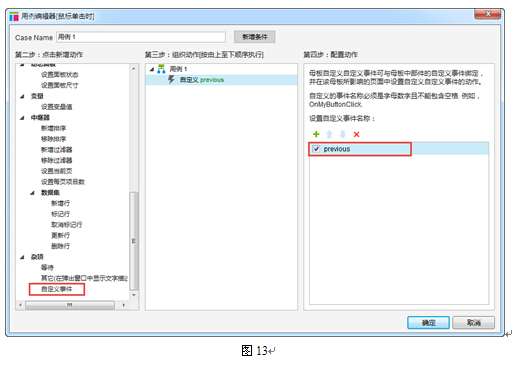 用例编辑器[鼠标单击时]
Case Name 用例 1 新增条件
第二步：点击新增动作
设置面板状态
设置面板尺寸
变量
设置变量值
中继器
新增排序
移除排序
新增过滤器
移除过滤器
设置当前页
设置每页项目数
数据集
新增行
标记行
取消标记行
更新行
删除行
杂项
等待
其它(在弹出窗口中显示文字描述
自定义事件
第三步：组织动作[按由上至下顺序执行]
用例 1
自定义 previous
第四步：配置动作
母板自定义自定义事件可与母板中部件的自定义事件绑定，
并在该母板所影响的页面中设置自定义自定义事件的动作。
自定义的事件名称必须是字母数字且不能包含空格. 例如，
OnMyButtonClick.
设置自定义事件名称：
previous
确定 取消
图 13